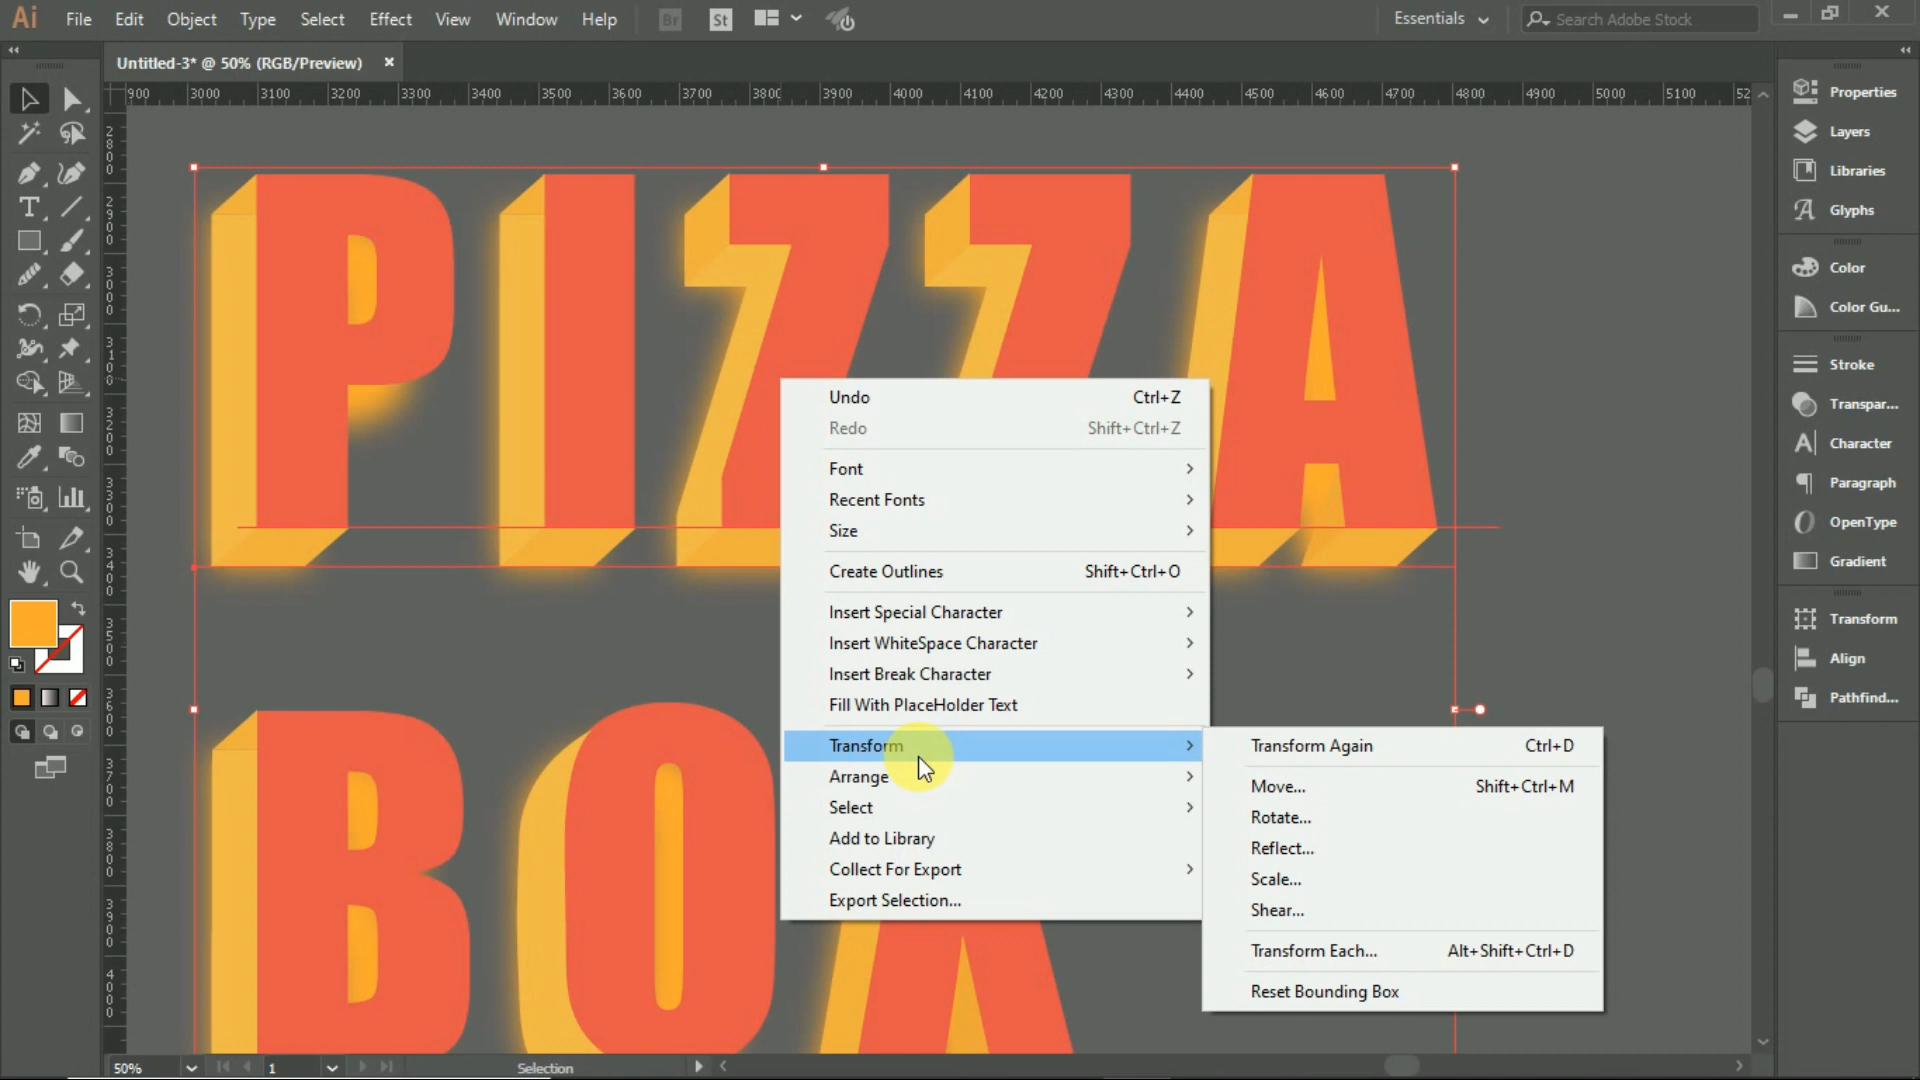 Ai File Edit Object Type Select Effect View Window Help Br St Essentials Search Adobe Stock
Untitled-3* @ 50% (RGB/Preview)
900 3000 3100 3200 3300 3400 3500 3600 3700 3800 3900 4000 4100 4200 4300 4400 4500 4600 4700 4800 4900 5000 5100 52
PIZZA
BOX
Undo Ctrl+Z
Redo Shift+Ctrl+Z
Font
Recent Fonts
Size
Create Outlines Shift+Ctrl+O
Insert Special Character
Insert WhiteSpace Character
Insert Break Character
Fill With PlaceHolder Text
Transform
Arrange
Select
Add to Library
Collect For Export
Export Selection...
Transform Again Ctrl+D
Move... Shift+Ctrl+M
Rotate...
Reflect...
Scale...
Shear...
Transform Each... Alt+Shift+Ctrl+D
Reset Bounding Box
Properties
Layers
Libraries
Glyphs
Color
Color Gu...
Stroke
Transpar...
Character
Paragraph
OpenType
Gradient
Transform
Align
Pathfind...
50% 1 Selection